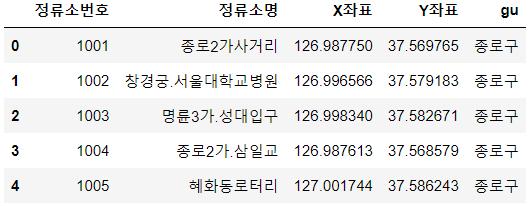 정류소번호 정류소명 X좌표 Y좌표 gu
0 1001 종로2가사거리 126.987750 37.569765 종로구
1 1002 창경궁.서울대학교병원 126.996566 37.579183 종로구
2 1003 명륜3가.성대입구 126.998340 37.582671 종로구
3 1004 종로2가.삼일교 126.987613 37.568579 종로구
4 1005 혜화동로터리 127.001744 37.586243 종로구